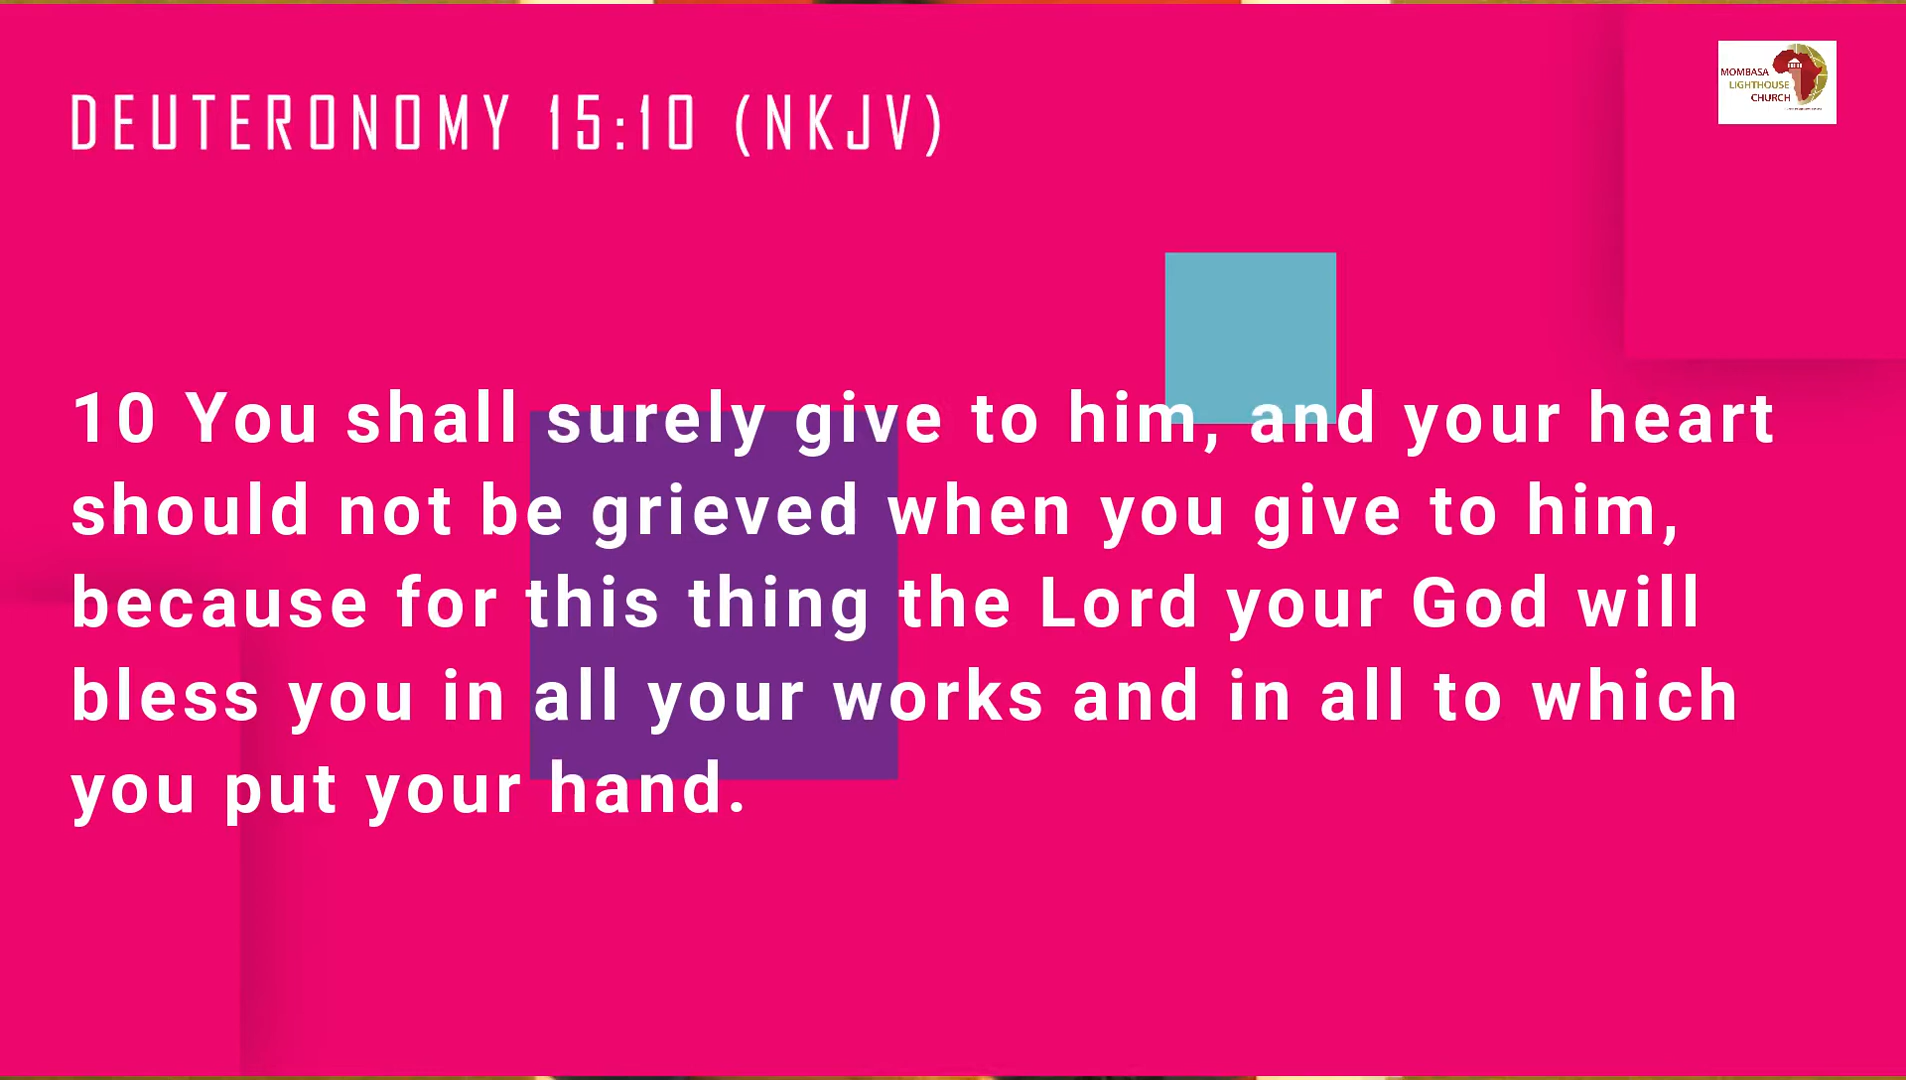 DEUTERONOMY 15:10 (NKJV)
MOMBASA
LIGHTHOUSE
CHURCH
10 You shall surely give to him, and your heart
should not be grieved when you give to him,
because for this thing the Lord your God will
bless you in all your works and in all to which
you put your hand.